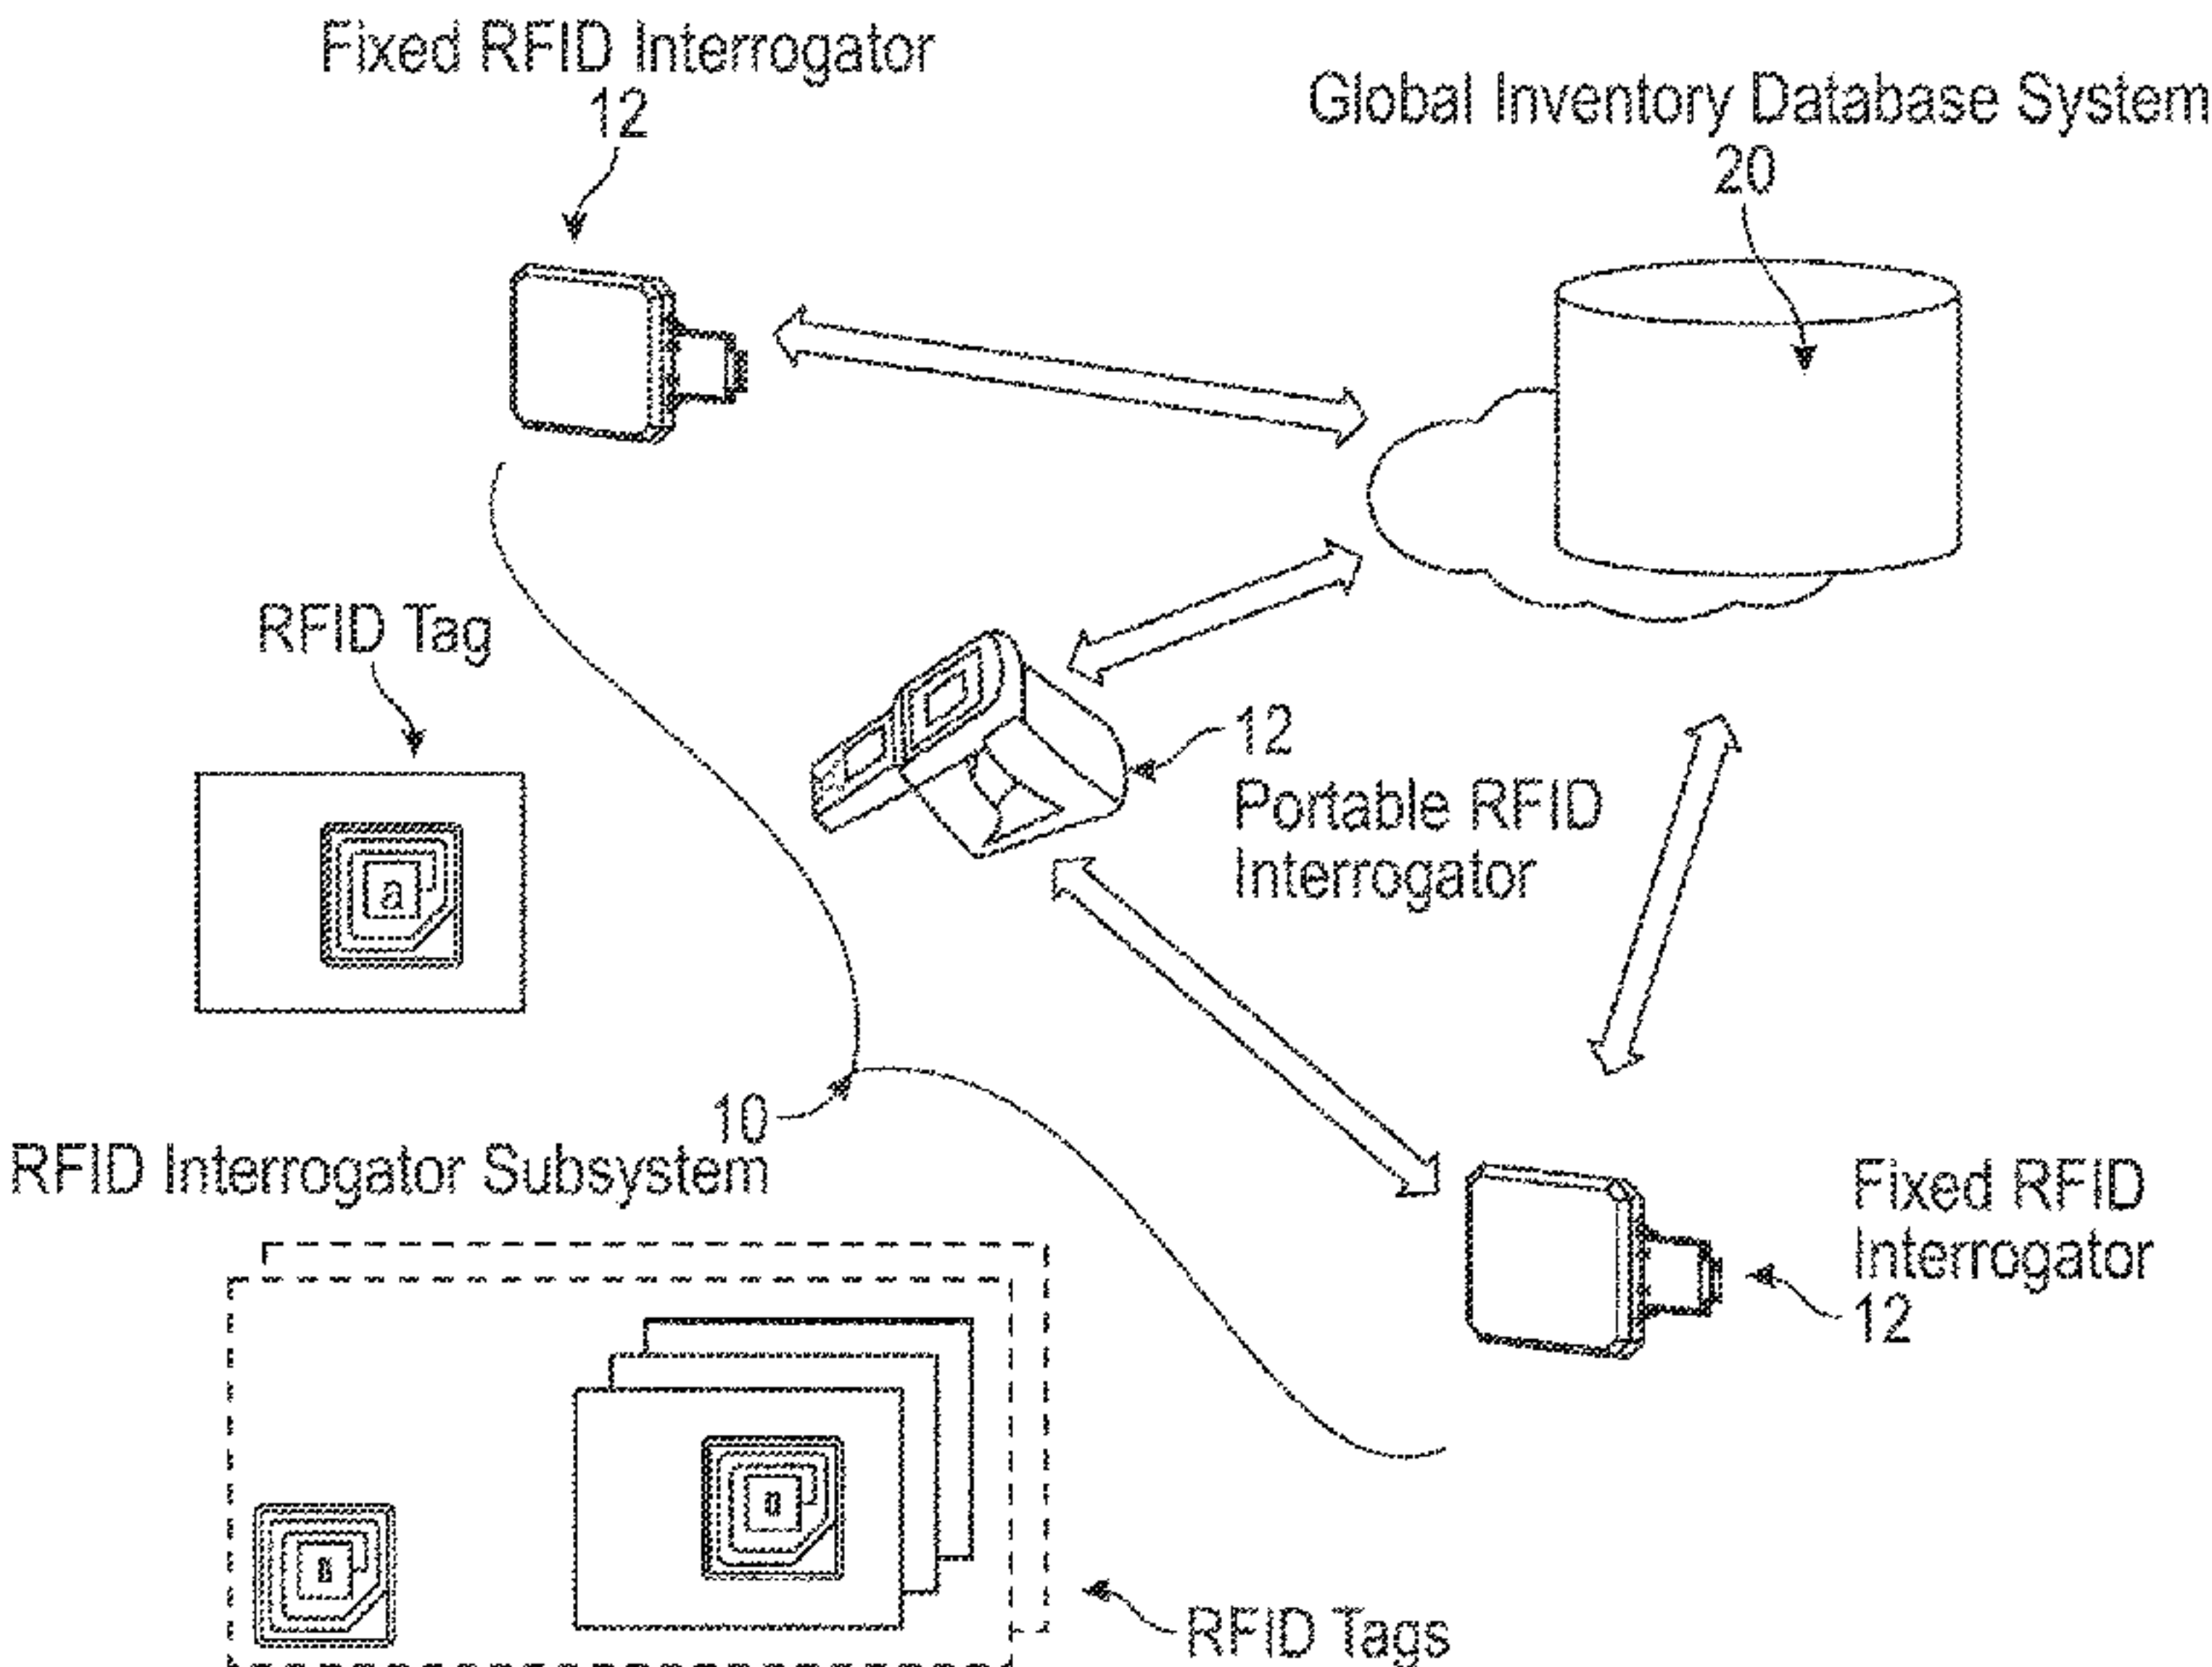 Fixed RFID Interrogator
12
Global Inventory Database System
20
RFID Tag
a
12
Portable RFID
Interrogator
10
RFID Interrogator Subsystem
Fixed RFID
Interrogator
12
RFID Tags